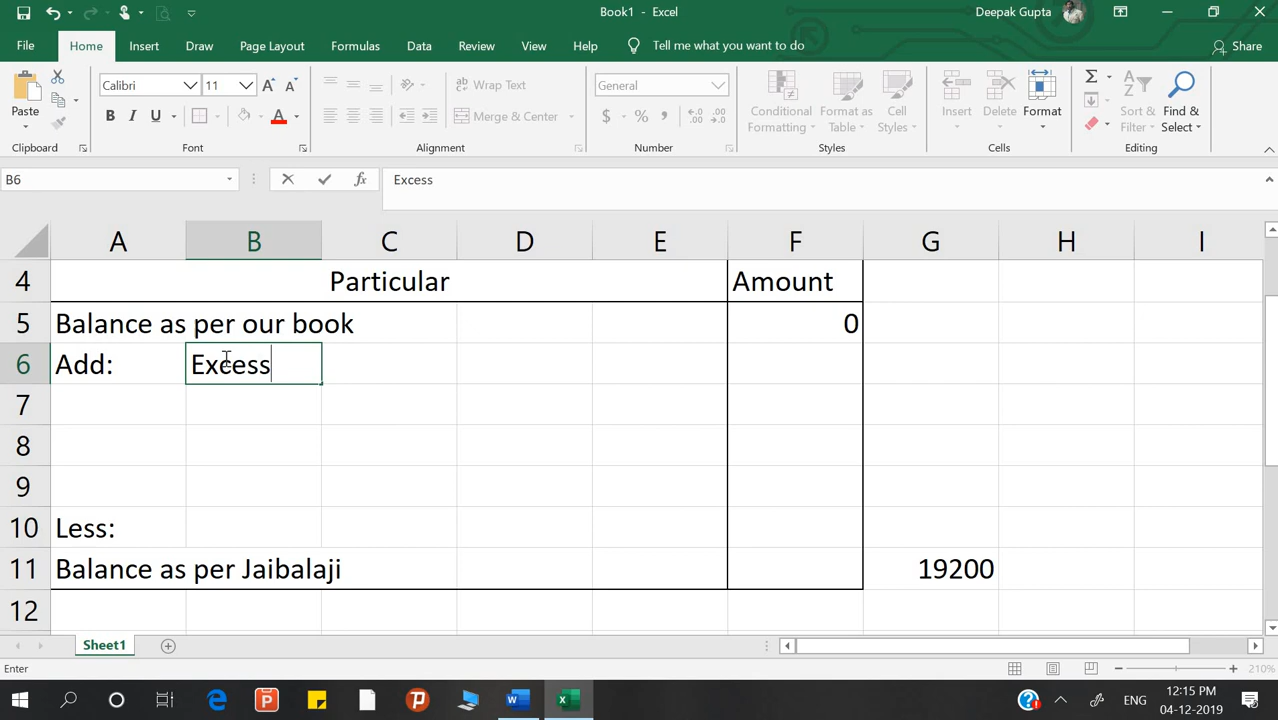 Book1 - Excel
Deepak Gupta
File Home Insert Draw Page Layout Formulas Data Review View Help Tell me what you want to do Share
Calibri 11 Wrap Text General
Paste B I U A Merge & Center $ % , Conditional Formatting Format as Table Cell Styles Insert Delete Format Sort & Filter Find & Select
Clipboard Font Alignment Number Styles Cells Editing
B6 fx Excess
A B C D E F G H I
4 Particular Amount
5 Balance as per our book 0
6 Add: Excess
7
8
9
10 Less:
11 Balance as per Jaibalaji 19200
12
Sheet1
Enter 210%
ENG 12:15 PM
04-12-2019